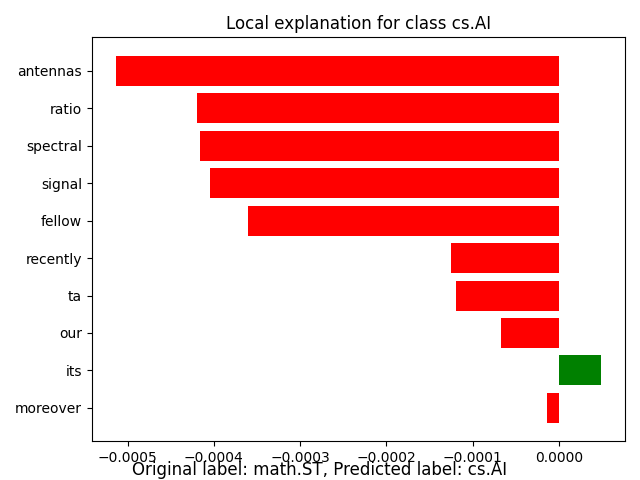 Local explanation for class cs.AI
antennas
ratio
spectral
signal
fellow
recently
ta
our
its
moreover
−0.0005 −0.0004 −0.0003 −0.0002 −0.0001 0.0000
Original label: math.ST, Predicted label: cs.AI